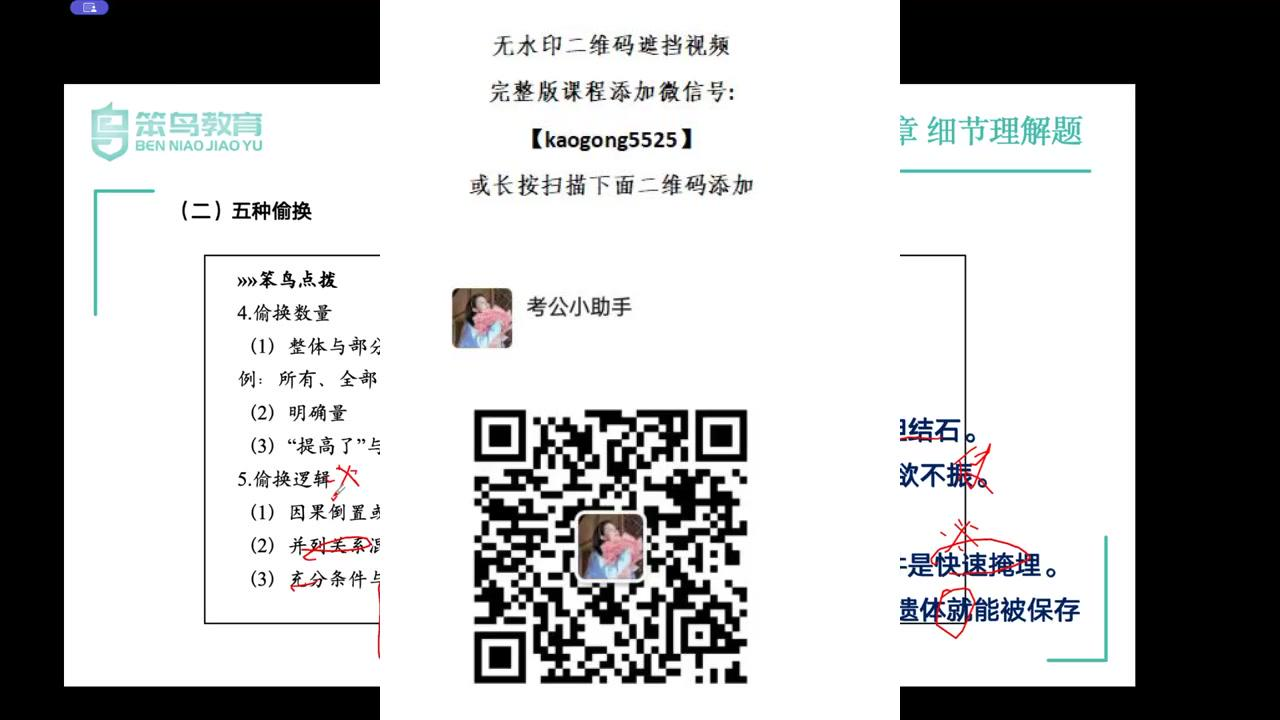 无水印二维码遮挡视频
完整版课程添加微信号:
【kaogong5525】
或长按扫描下面二维码添加
考公小助手
笨鸟教育
BEN NIAO JIAO YU
章 细节理解题
（二）五种偷换
»»笨鸟点拨
4.偷换数量
（1）整体与部分
例：所有、全部
（2）明确量
（3）“提高了”与
5.偷换逻辑
（1）因果倒置或
（2）并列关系混
（3）充分条件与
胆结石。
欲不振。
是快速掩埋。
遗体就能被保存